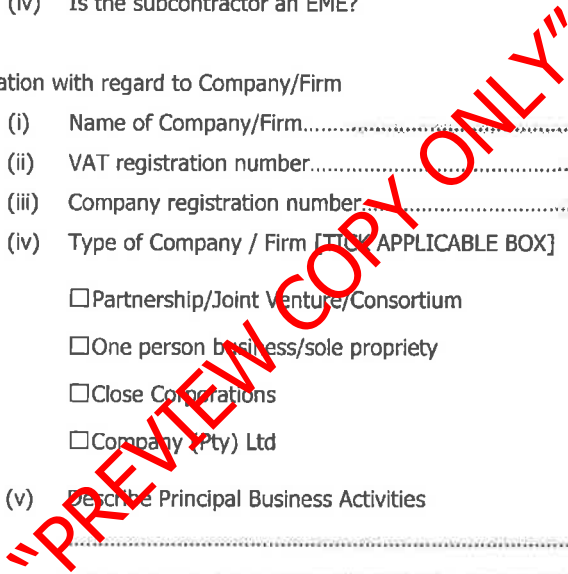 (iv) Is the subcontractor an EME?
ation with regard to Company/Firm
(i) Name of Company/Firm
(ii) VAT registration number
(iii) Company registration number
(iv) Type of Company / Firm [TICK APPLICABLE BOX]
☐Partnership/Joint Venture/Consortium
☐One person business/sole propriety
☐Close Corporations
☐Company (Pty) Ltd
(v) Describe Principal Business Activities
"PREVIEW COPY ONLY"